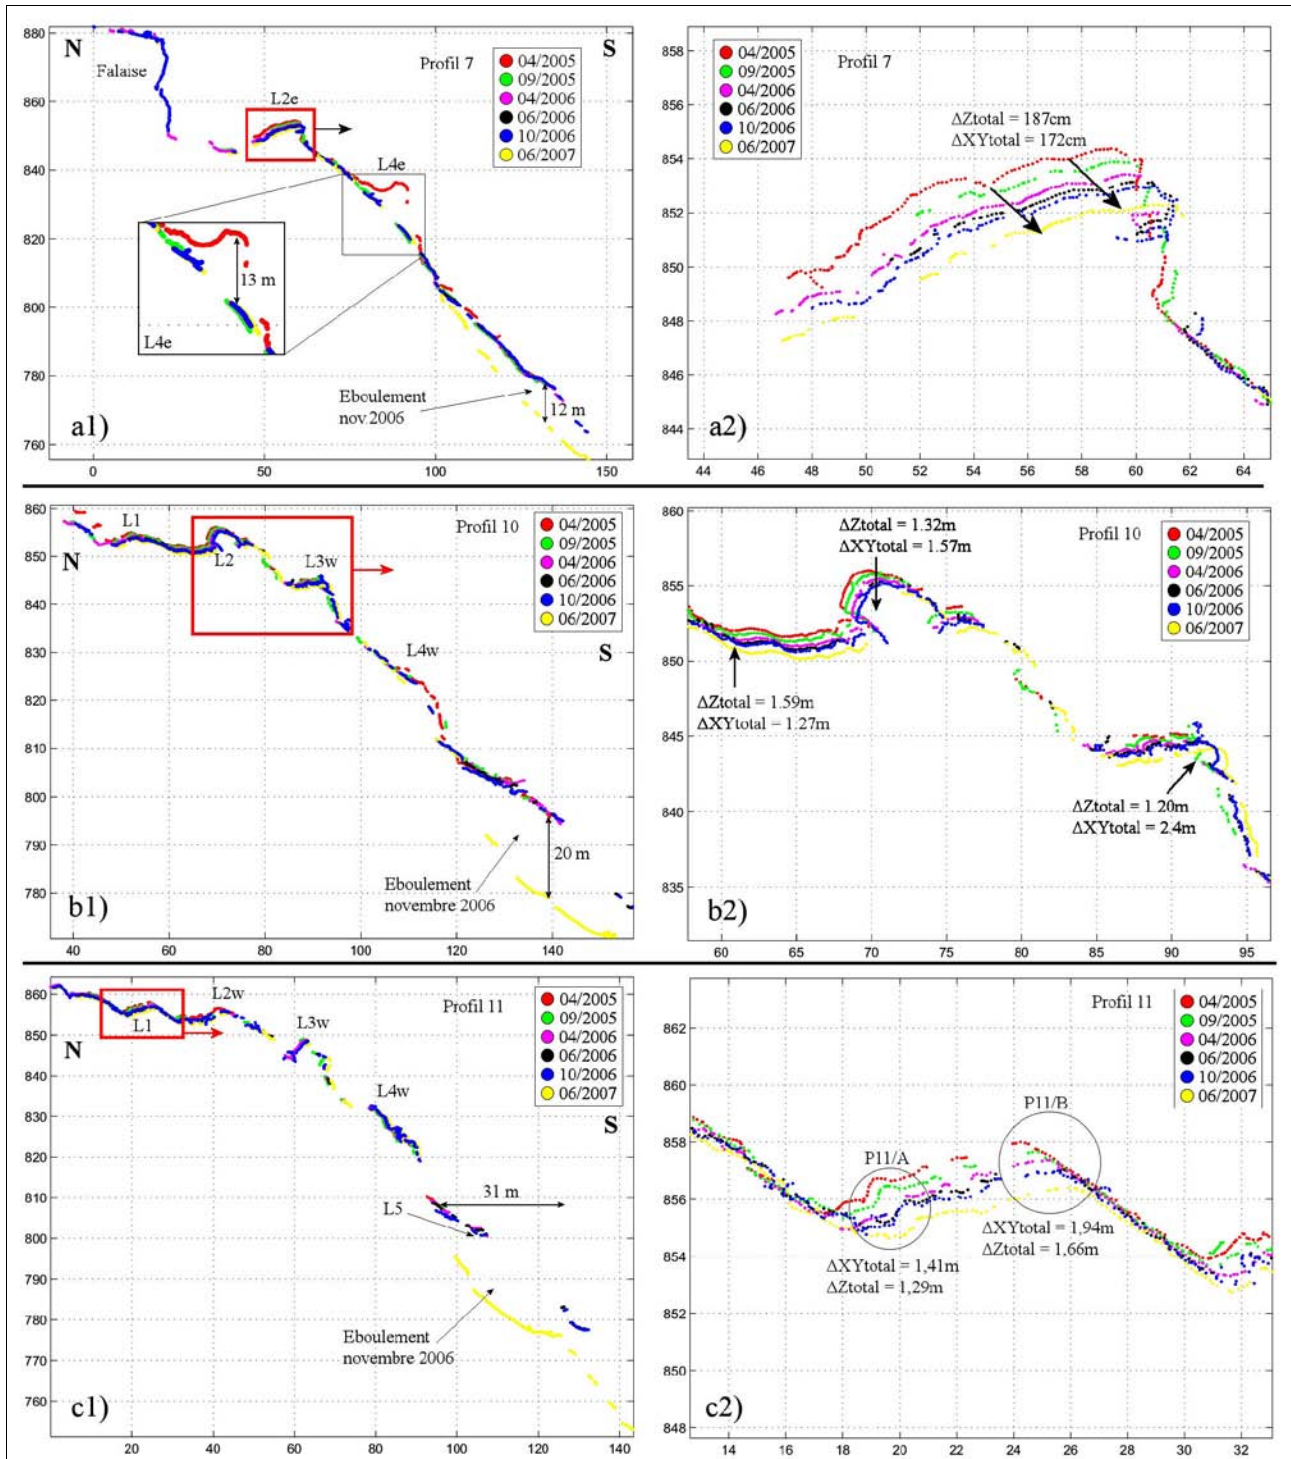 N
S
Profil 7
04/2005
09/2005
04/2006
06/2006
10/2006
06/2007
Falaise
L2e
L4e
13 m
L4e
Eboulement
nov.2006
12 m
a1)
880
860
840
820
800
780
760
0
50
100
150
Profil 7
04/2005
09/2005
04/2006
06/2006
10/2006
06/2007
ΔZtotal = 187cm
ΔXYtotal = 172cm
a2)
858
856
854
852
850
848
846
844
44
46
48
50
52
54
56
58
60
62
64
Profil 10
04/2005
09/2005
04/2006
06/2006
10/2006
06/2007
N
S
L1
L2
L3w
L4w
20 m
Eboulement
novembre 2006
b1)
860
850
840
830
820
810
800
790
780
40
60
80
100
120
140
ΔZtotal = 1.32m
ΔXYtotal = 1.57m
Profil 10
04/2005
09/2005
04/2006
06/2006
10/2006
06/2007
ΔZtotal = 1.59m
ΔXYtotal = 1.27m
ΔZtotal = 1.20m
ΔXYtotal = 2.4m
b2)
860
855
850
845
840
835
60
65
70
75
80
85
90
95
Profil 11
04/2005
09/2005
04/2006
06/2006
10/2006
06/2007
N
S
L1
L2w
L3w
L4w
L5
31 m
Eboulement
novembre 2006
c1)
860
850
840
830
820
810
800
790
780
770
760
0
20
40
60
80
100
120
140
Profil 11
04/2005
09/2005
04/2006
06/2006
10/2006
06/2007
P11/A
P11/B
ΔXYtotal = 1,94m
ΔZtotal = 1,66m
ΔXYtotal = 1,41m
ΔZtotal = 1,29m
c2)
862
860
858
856
854
852
850
848
14
16
18
20
22
24
26
28
30
32